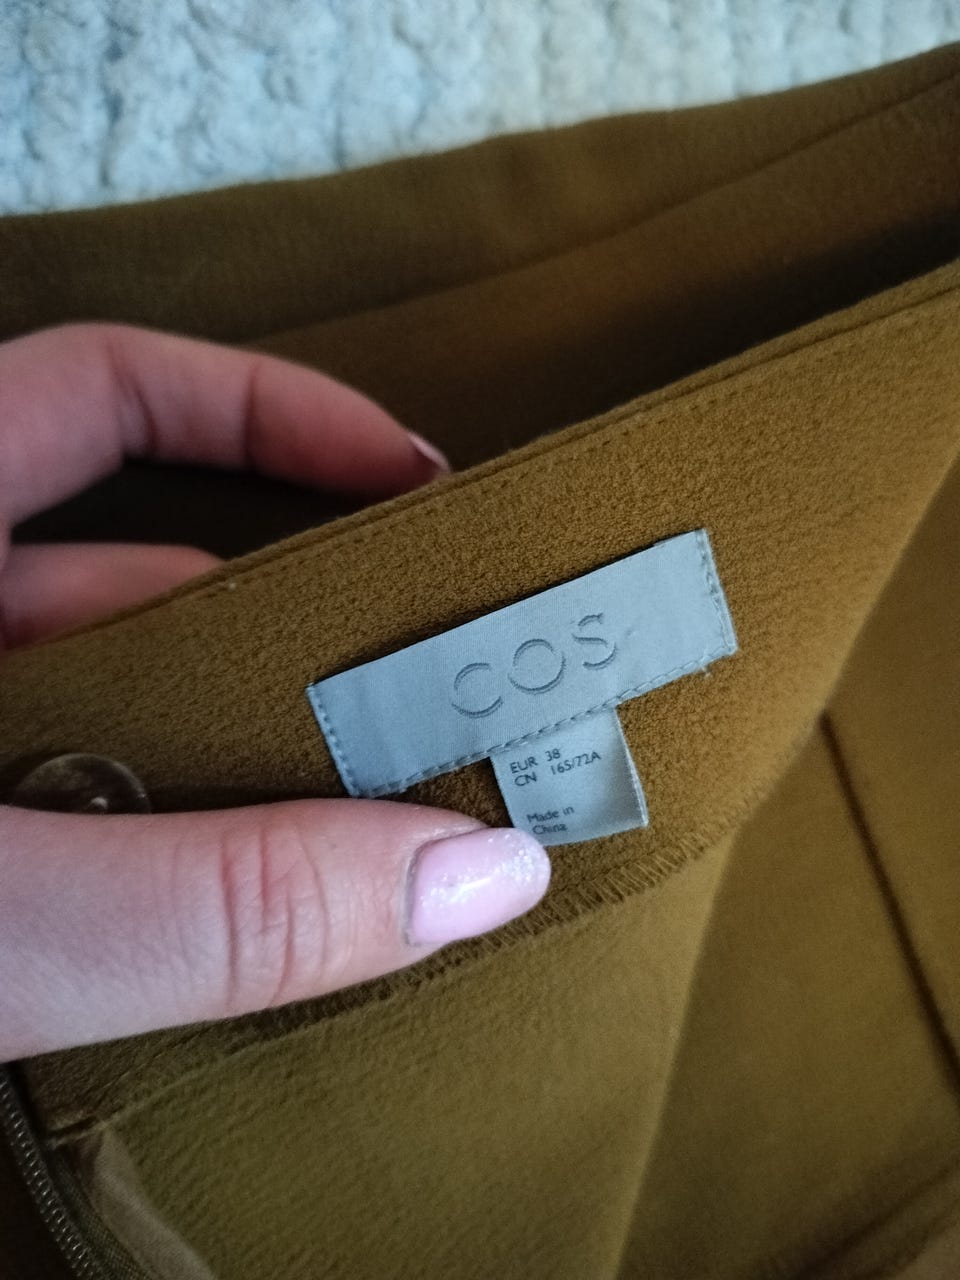 COS
EUR 38
CN 165/72A
Made in
China